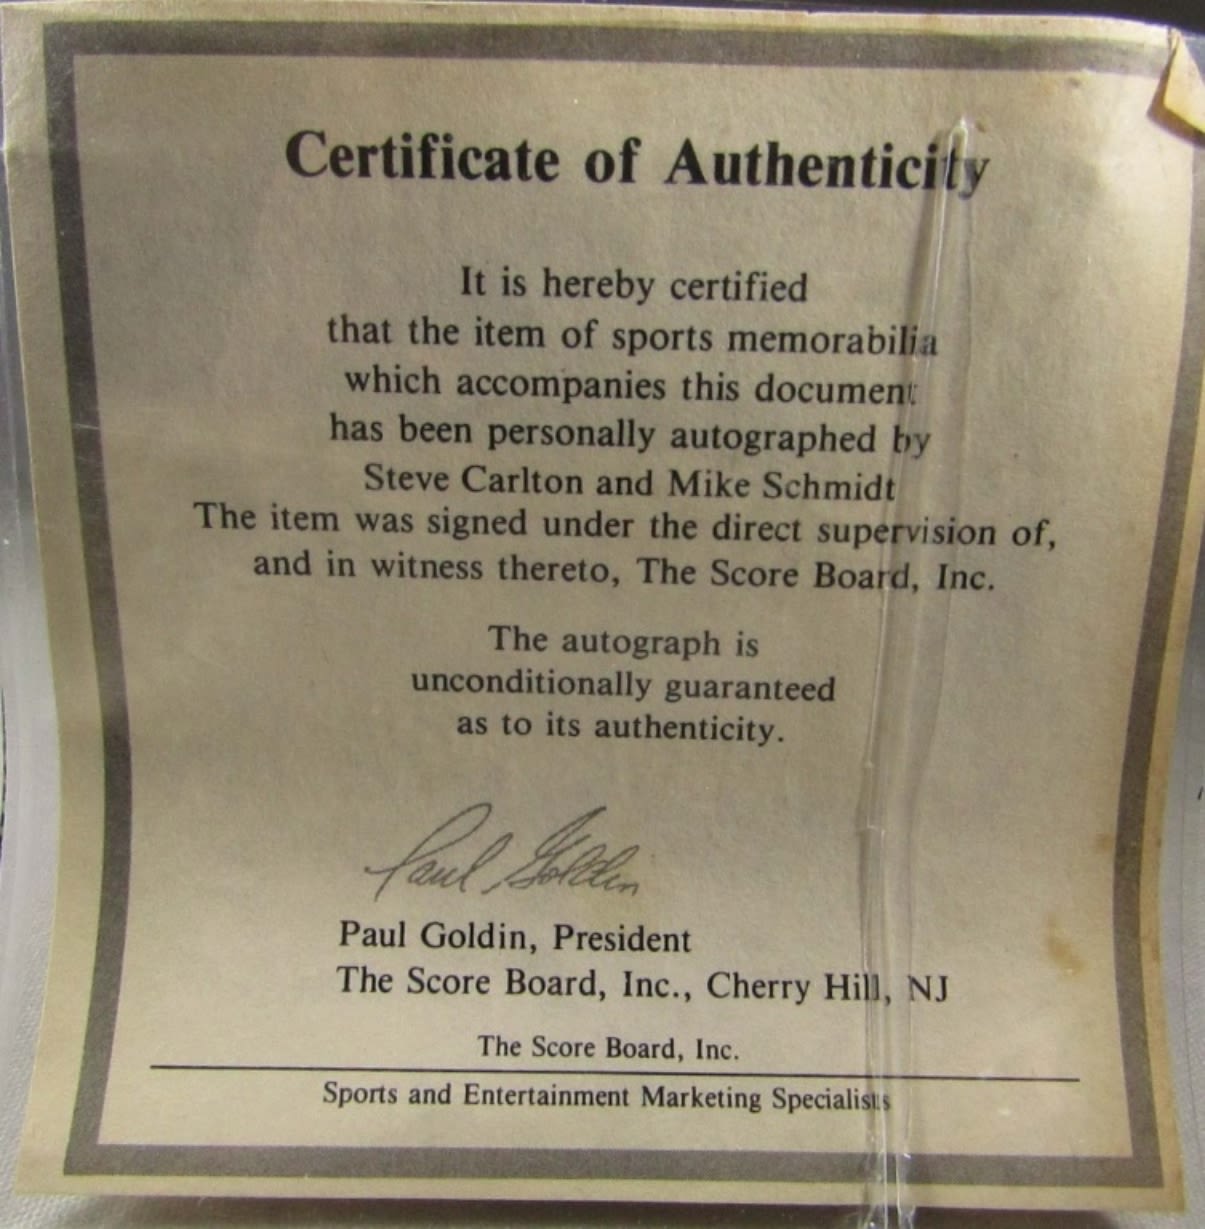 Certificate of Authenticity
It is hereby certified
that the item of sports memorabilia
which accompanies this document
has been personally autographed by
Steve Carlton and Mike Schmidt
The item was signed under the direct supervision of,
and in witness thereto, The Score Board, Inc.
The autograph is
unconditionally guaranteed
as to its authenticity.
Paul Goldin
Paul Goldin, President
The Score Board, Inc., Cherry Hill, NJ
The Score Board, Inc.
Sports and Entertainment Marketing Specialists